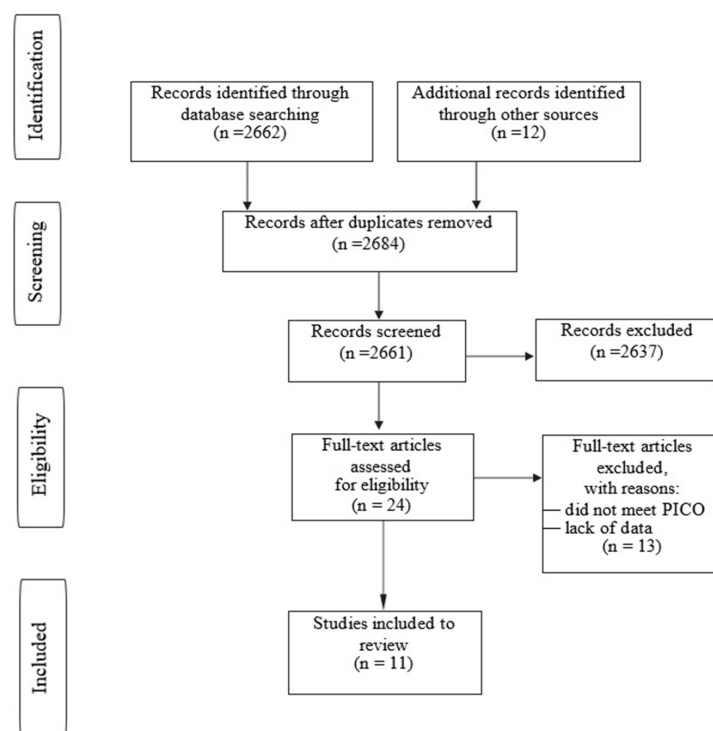 Identification
Records identified through
database searching
(n =2662)
Additional records identified
through other sources
(n =12)
Screening
Records after duplicates removed
(n =2684)
Records screened
(n =2661)
Records excluded
(n =2637)
Eligibility
Full-text articles
assessed
for eligibility
(n = 24)
Full-text articles
excluded,
with reasons:
— did not meet PICO
— lack of data
(n = 13)
Included
Studies included to
review
(n = 11)